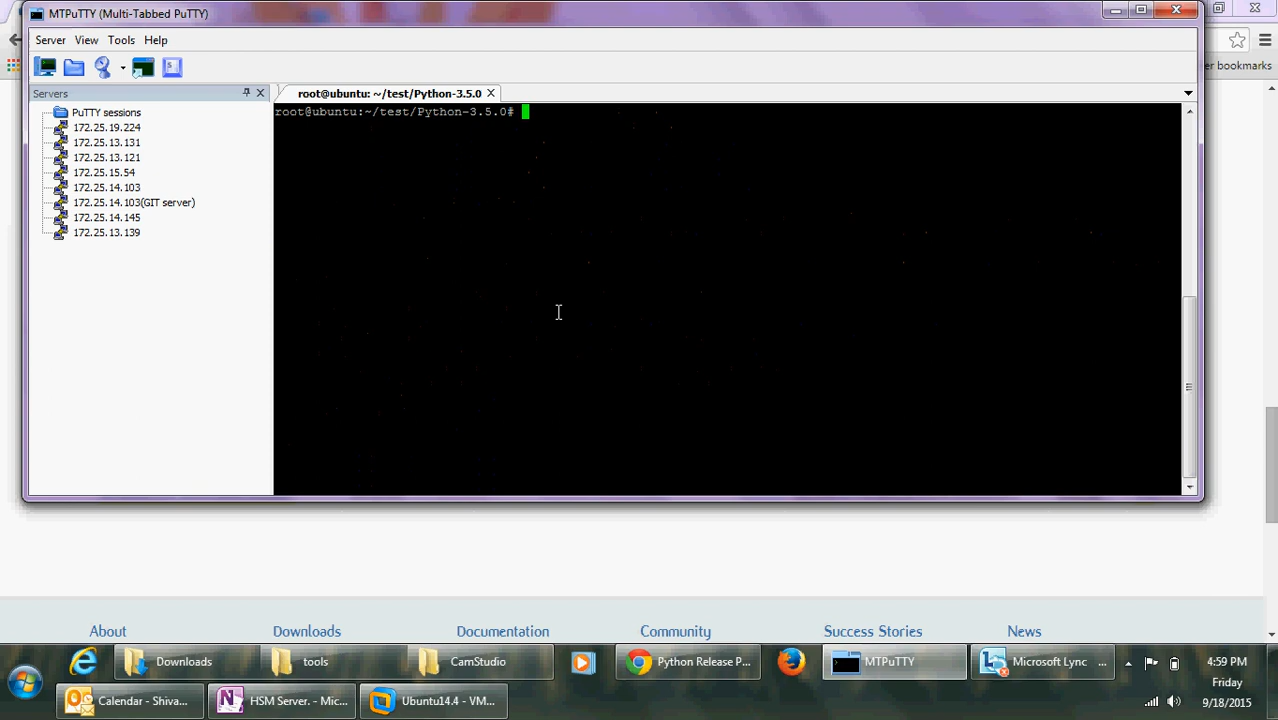 MTPuTTY (Multi-Tabbed PuTTY)
Server View Tools Help
er bookmarks
Servers
root@ubuntu: ~/test/Python-3.5.0
PuTTY sessions
172.25.19.224
172.25.13.131
172.25.13.121
172.25.15.54
172.25.14.103
172.25.14.103(GIT server)
172.25.14.145
172.25.13.139
root@ubuntu:~/test/Python-3.5.0#
About Downloads Documentation Community Success Stories News
Downloads tools CamStudio Python Release P... MTPuTTY Microsoft Lync ...
4:59 PM
Friday
9/18/2015
Calendar - Shiva... HSM Server. - Mic... Ubuntu14.4 - VM...